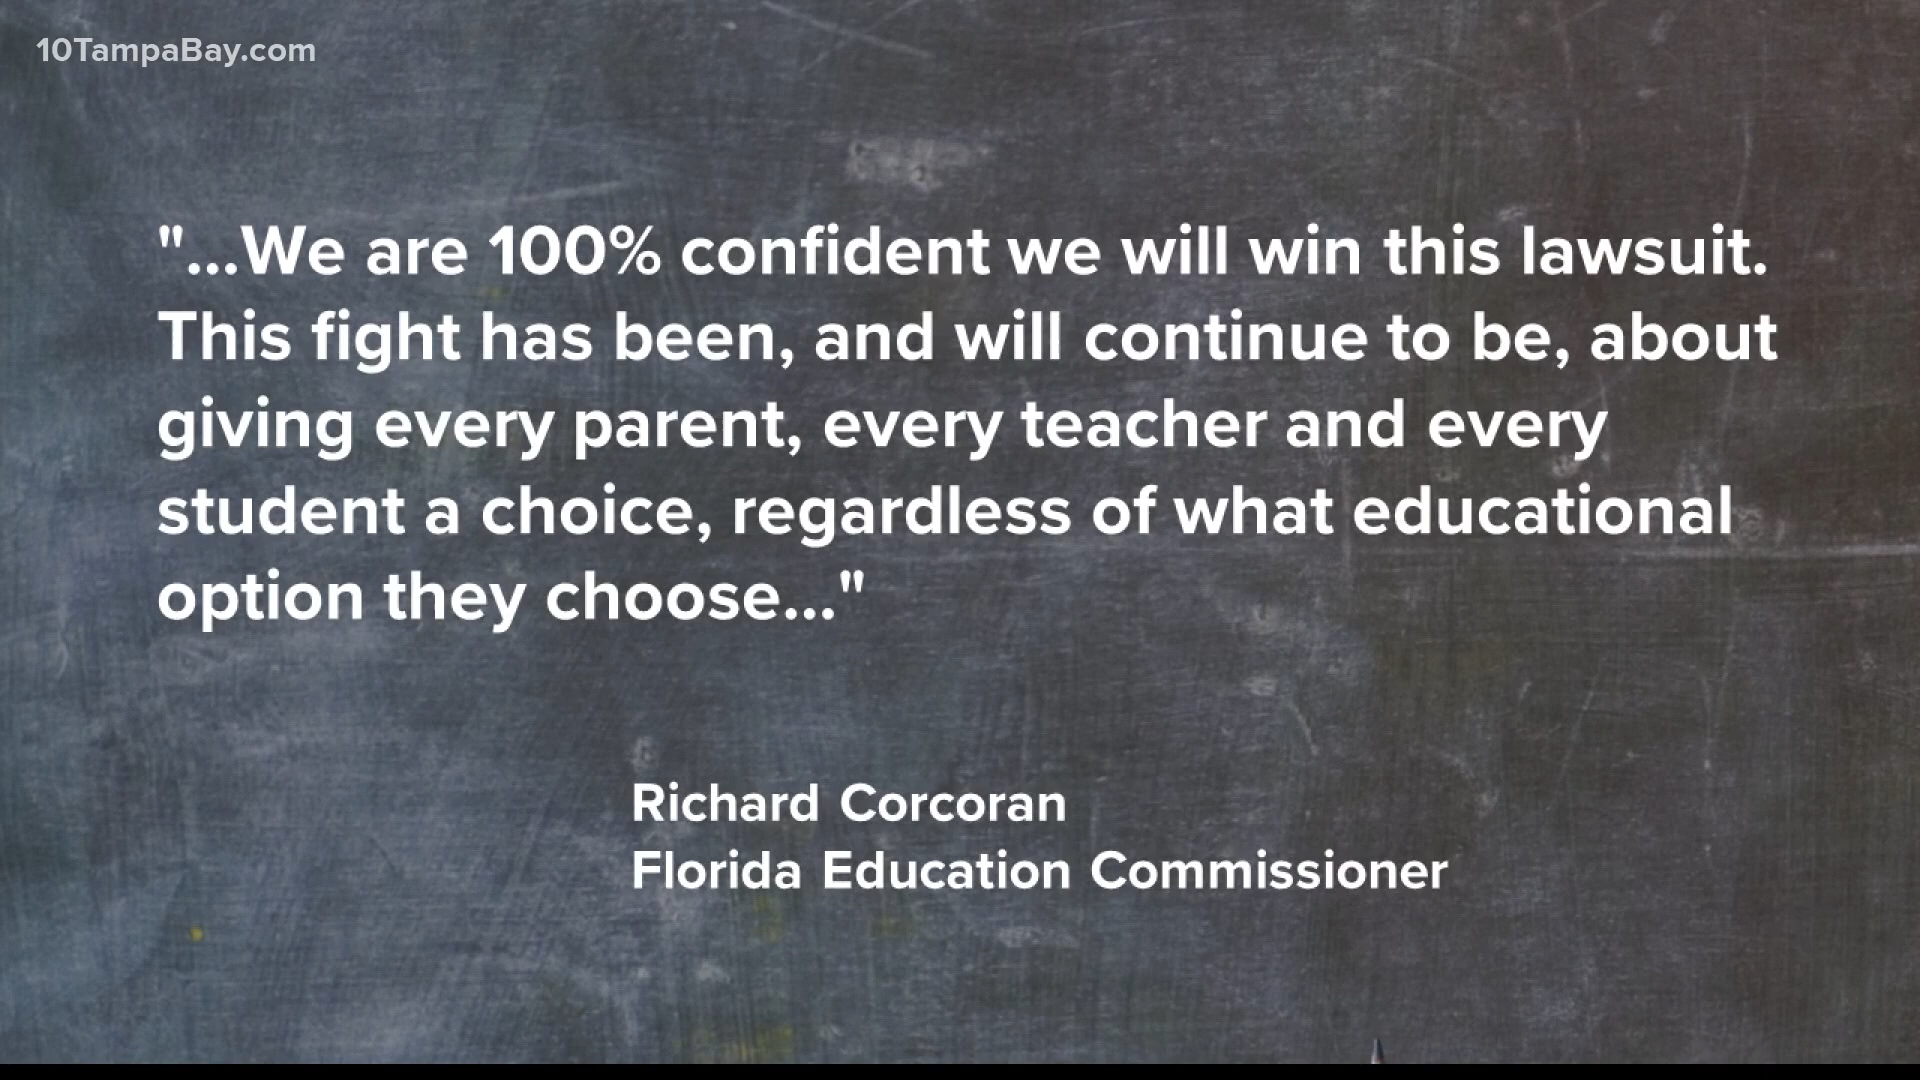 10TampaBay.com
"...We are 100% confident we will win this lawsuit.
This fight has been, and will continue to be, about
giving every parent, every teacher and every
student a choice, regardless of what educational
option they choose..."
Richard Corcoran
Florida Education Commissioner